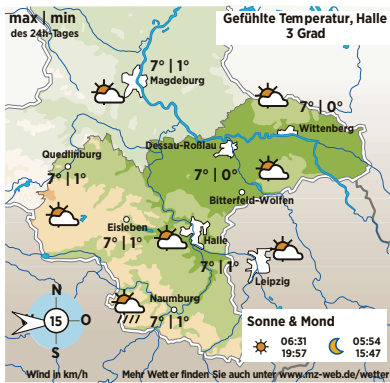 max | min
des 24h-Tages
Gefühlte Temperatur, Halle
3 Grad
7° | 1°
Magdeburg
7° | 0°
Wittenberg
Dessau-Roßlau
Quedlinburg
7° | 1°
7° | 0°
Bitterfeld-Wolfen
Eisleben
7° | 1°
Halle
7° | 1°
Leipzig
Naumburg
7° | 1°
N
15
O
S
Sonne & Mond
06:31
19:57
05:54
15:47
Wind in km/h
Mehr Wetter finden Sie auch unter www.mz-web.de/wetter